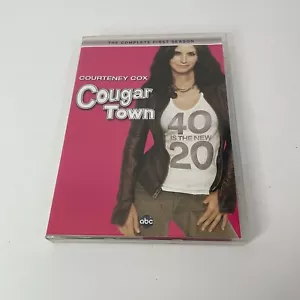 THE COMPLETE FIRST SEASON
COURTENEY COX
Cougar
Town
40
IS THE NEW
20
abc